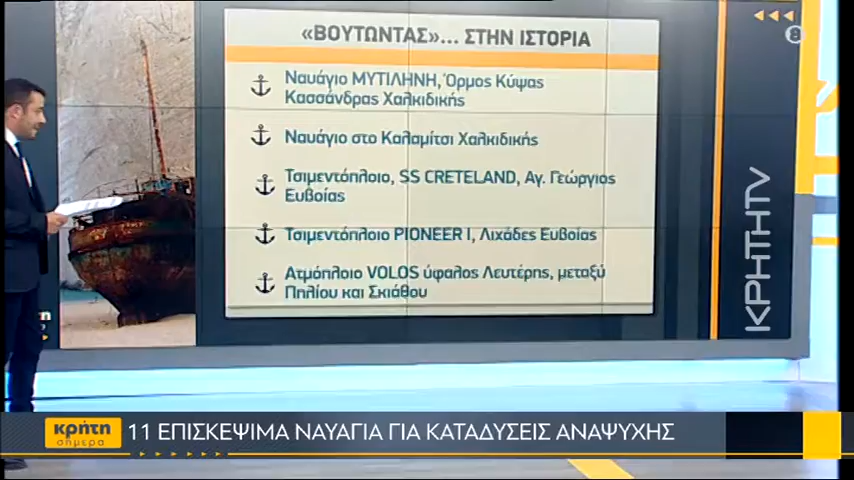 «ΒΟΥΤΩΝΤΑΣ»... ΣΤΗΝ ΙΣΤΟΡΙΑ
Ναυάγιο ΜΥΤΙΛΗΝΗ, Όρμος Κύψας
Κασσάνδρας Χαλκιδικής
Ναυάγιο στο Καλαμίτσι Χαλκιδικής
Τσιμεντόπλοιο, SS CRETELAND, Αγ. Γεώργιος
Ευβοίας
Τσιμεντόπλοιο PIONEER I, Λιχάδες Ευβοίας
Ατμόπλοιο VOLOS ύφαλος Λευτέρης, μεταξύ
Πηλίου και Σκιάθου
8
ΚΡΗΤΗTV
κρήτη
σήμερα
11 ΕΠΙΣΚΕΨΙΜΑ ΝΑΥΑΓΙΑ ΓΙΑ ΚΑΤΑΔΥΣΕΙΣ ΑΝΑΨΥΧΗΣ